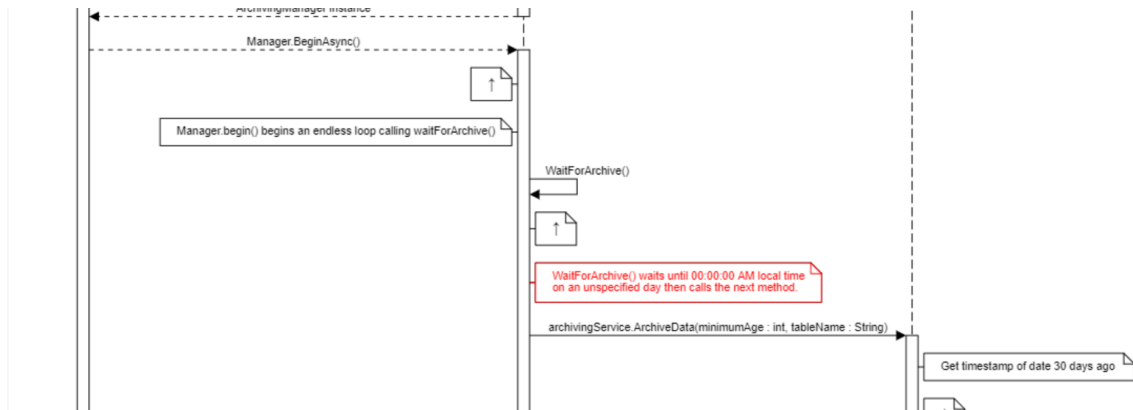 ArchivingManager instance
Manager.BeginAsync()
↑
Manager.begin() begins an endless loop calling waitForArchive()
WaitForArchive()
↑
WaitForArchive() waits until 00:00:00 AM local time
on an unspecified day then calls the next method.
archivingService.ArchiveData(minimumAge : int, tableName : String)
Get timestamp of date 30 days ago